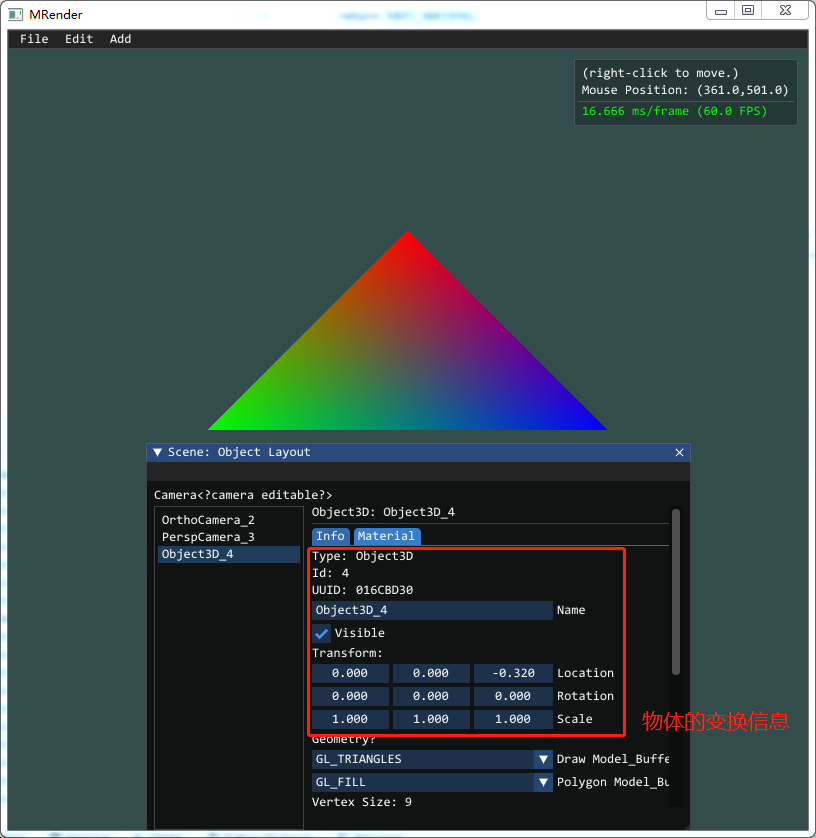 MRender
File Edit Add
(right-click to move.)
Mouse Position: (361.0,501.0)
16.666 ms/frame (60.0 FPS)
Scene: Object Layout
Camera<?camera editable?>
OrthoCamera_2
PerspCamera_3
Object3D_4
Object3D: Object3D_4
Info Material
Type: Object3D
Id: 4
UUID: 016CBD30
Object3D_4 Name
Visible
Transform:
0.000 0.000 -0.320 Location
0.000 0.000 0.000 Rotation
1.000 1.000 1.000 Scale
物体的变换信息
Geometry?
GL_TRIANGLES Draw Model_Buffe
GL_FILL Polygon Model_Bu
Vertex Size: 9